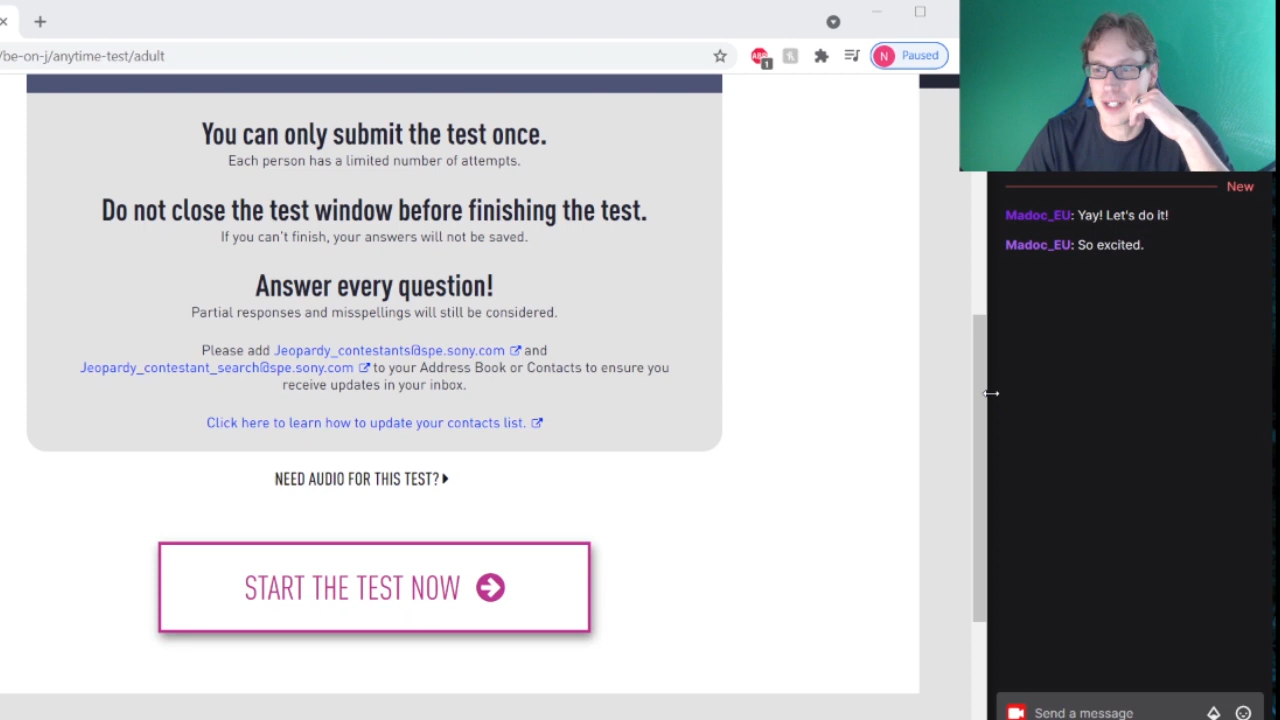 /be-on-j/anytime-test/adult
ABP
1
N
Paused
You can only submit the test once.
Each person has a limited number of attempts.
Do not close the test window before finishing the test.
If you can't finish, your answers will not be saved.
Answer every question!
Partial responses and misspellings will still be considered.
Please add Jeopardy_contestants@spe.sony.com and
Jeopardy_contestant_search@spe.sony.com to your Address Book or Contacts to ensure you
receive updates in your inbox.
Click here to learn how to update your contacts list.
NEED AUDIO FOR THIS TEST?
START THE TEST NOW
New
Madoc_EU: Yay! Let's do it!
Madoc_EU: So excited.
Send a message